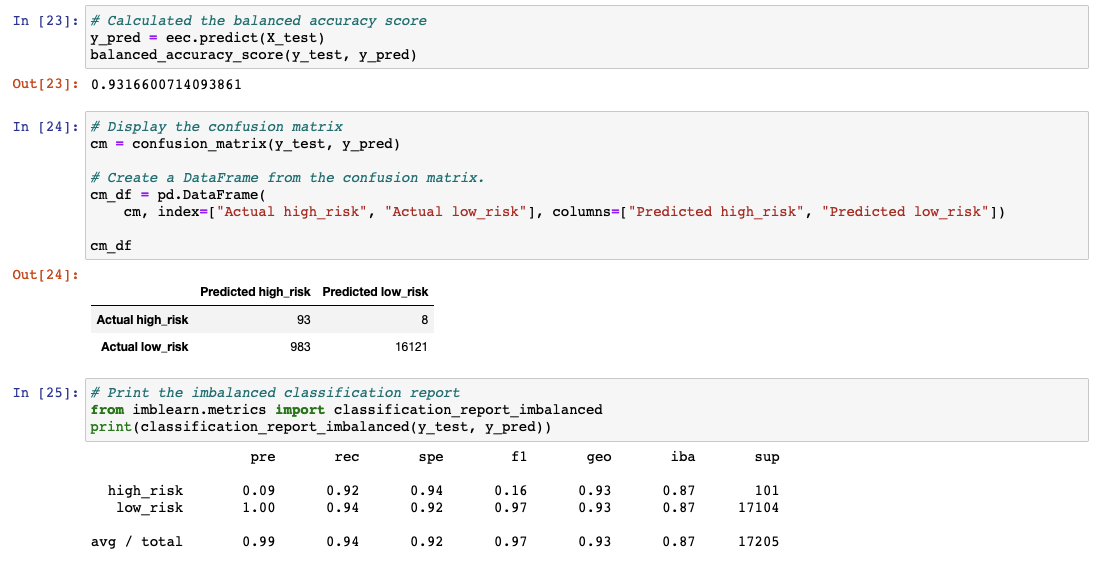 In [23]: # Calculated the balanced accuracy score
y_pred = eec.predict(X_test)
balanced_accuracy_score(y_test, y_pred)
Out[23]: 0.9316600714093861
In [24]: # Display the confusion matrix
cm = confusion_matrix(y_test, y_pred)
# Create a DataFrame from the confusion matrix.
cm_df = pd.DataFrame(
cm, index=["Actual high_risk", "Actual low_risk"], columns=["Predicted high_risk", "Predicted low_risk"])
cm_df
Out[24]:
Predicted high_risk Predicted low_risk
Actual high_risk 93 8
Actual low_risk 983 16121
In [25]: # Print the imbalanced classification report
from imblearn.metrics import classification_report_imbalanced
print(classification_report_imbalanced(y_test, y_pred))
pre rec spe f1 geo iba sup
high_risk 0.09 0.92 0.94 0.16 0.93 0.87 101
low_risk 1.00 0.94 0.92 0.97 0.93 0.87 17104
avg / total 0.99 0.94 0.92 0.97 0.93 0.87 17205